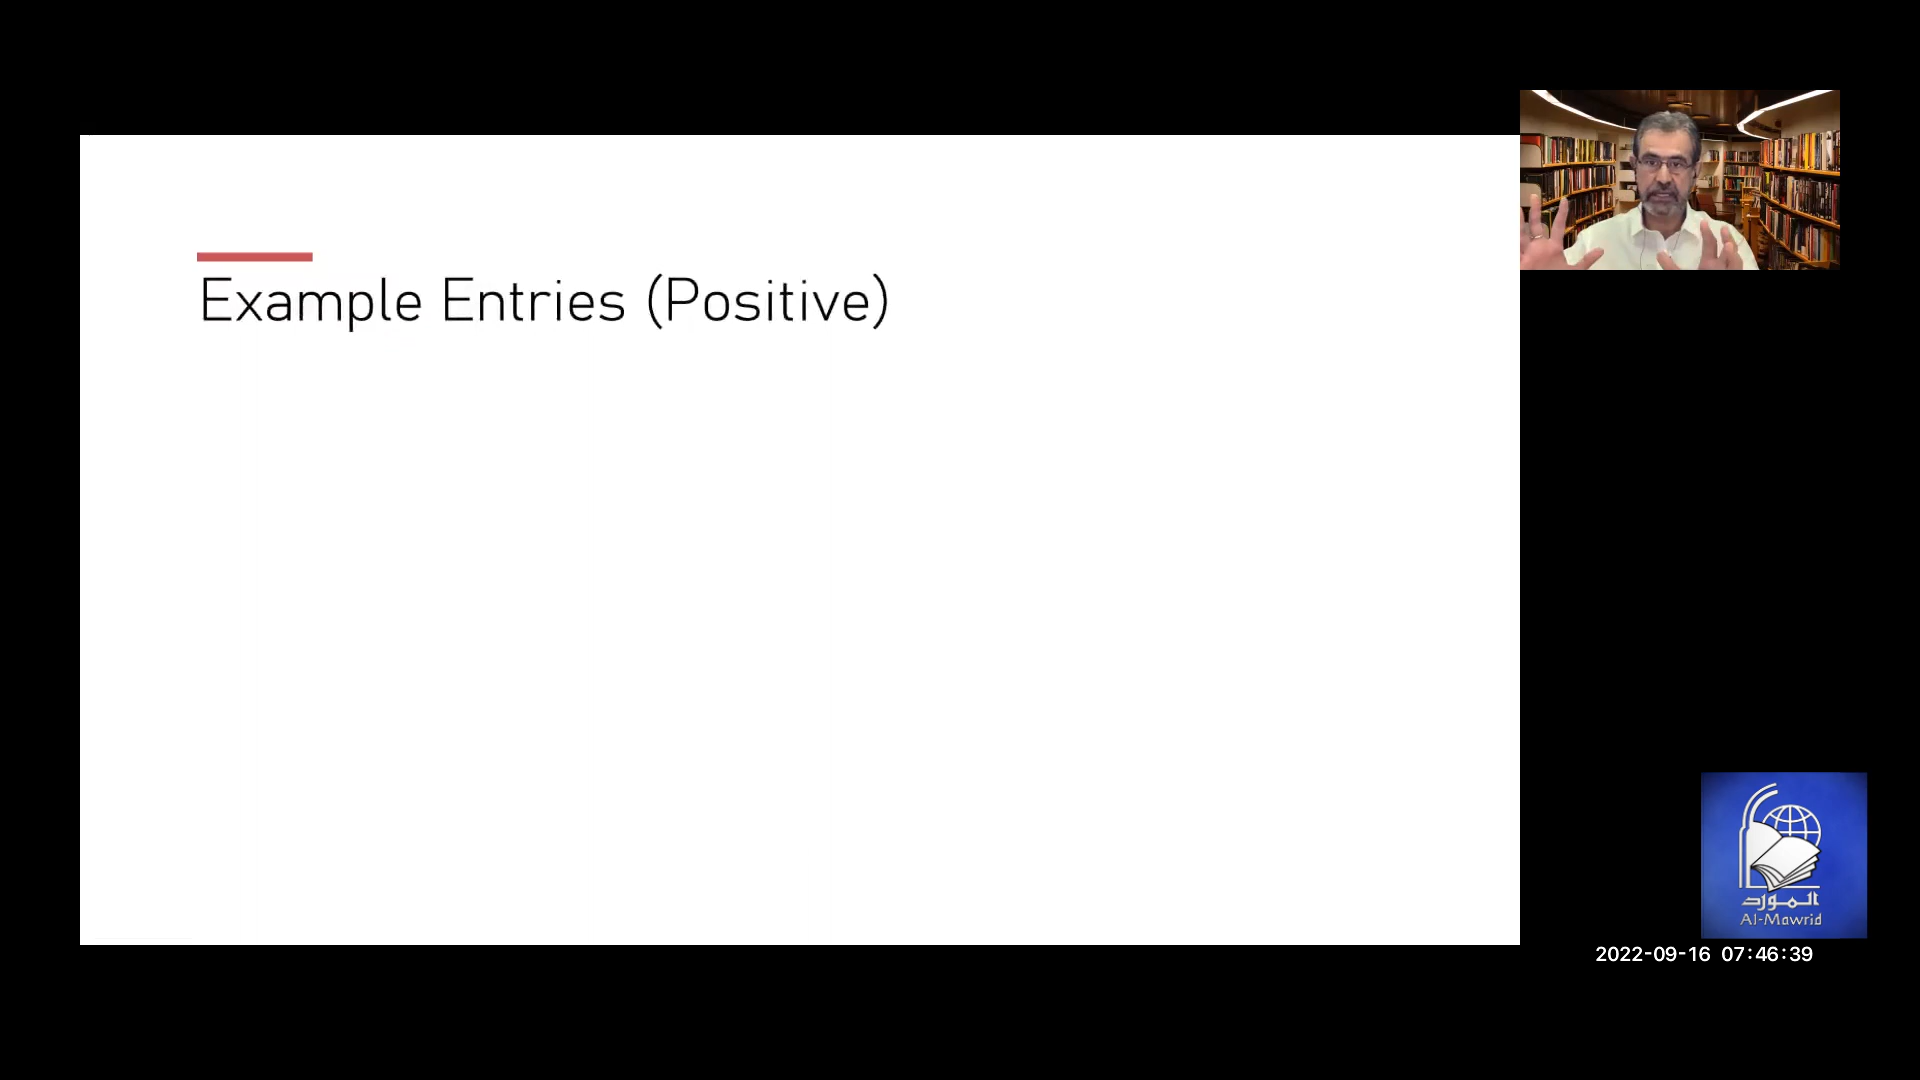 Example Entries (Positive)
المورد
Al-Mawrid
2022-09-16 07:46:39